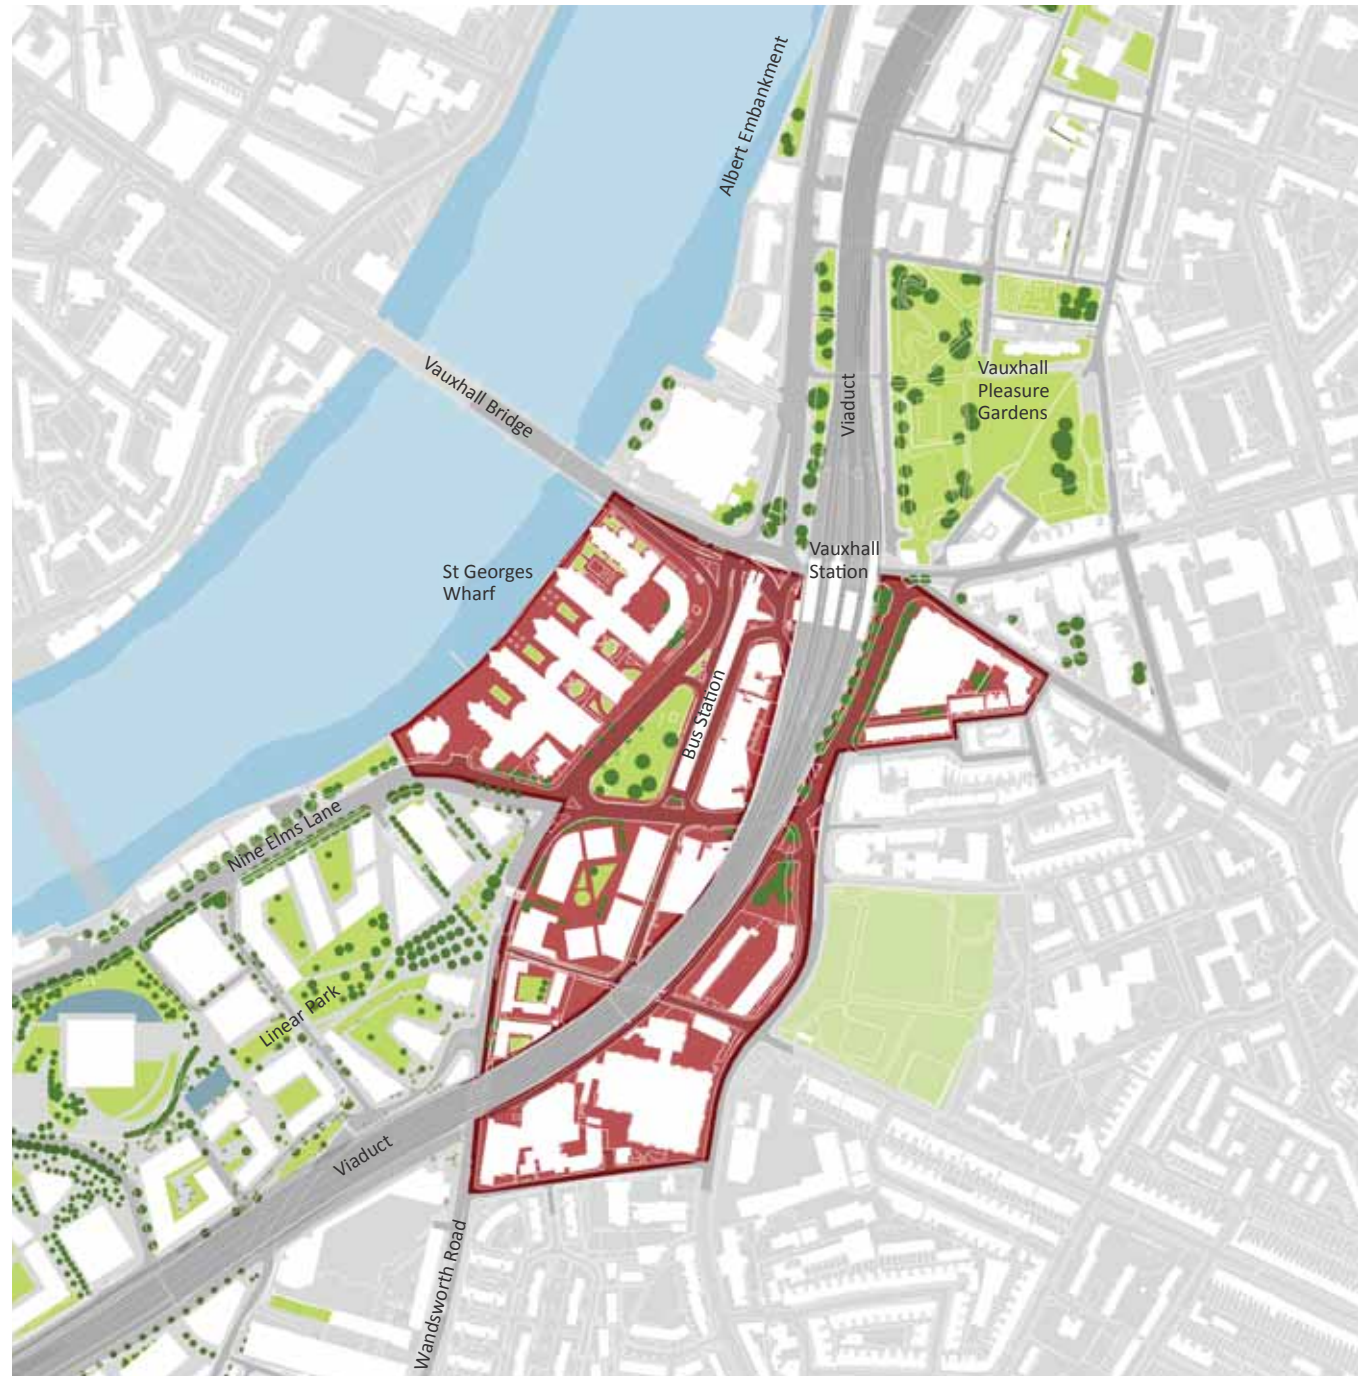 Albert Embankment
Vauxhall Bridge
Viaduct
Vauxhall
Pleasure
Gardens
Vauxhall
Station
St Georges
Wharf
Bus Station
Nine Elms Lane
Linear Park
Viaduct
Wandsworth Road